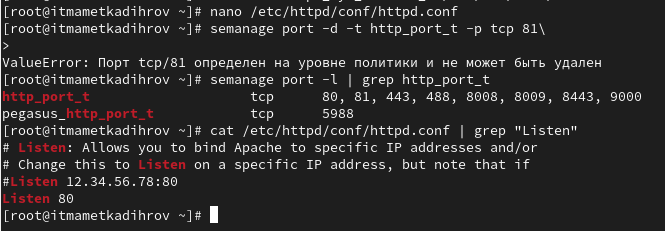 [root@itmametkadihrov ~]# nano /etc/httpd/conf/httpd.conf
[root@itmametkadihrov ~]# semanage port -d -t http_port_t -p tcp 81\
>
ValueError: Порт tcp/81 определен на уровне политики и не может быть удален
[root@itmametkadihrov ~]# semanage port -l | grep http_port_t
http_port_t                    tcp      80, 81, 443, 488, 8008, 8009, 8443, 9000
pegasus_http_port_t            tcp      5988
[root@itmametkadihrov ~]# cat /etc/httpd/conf/httpd.conf | grep "Listen"
# Listen: Allows you to bind Apache to specific IP addresses and/or
# Change this to Listen on a specific IP address, but note that if
#Listen 12.34.56.78:80
Listen 80
[root@itmametkadihrov ~]#